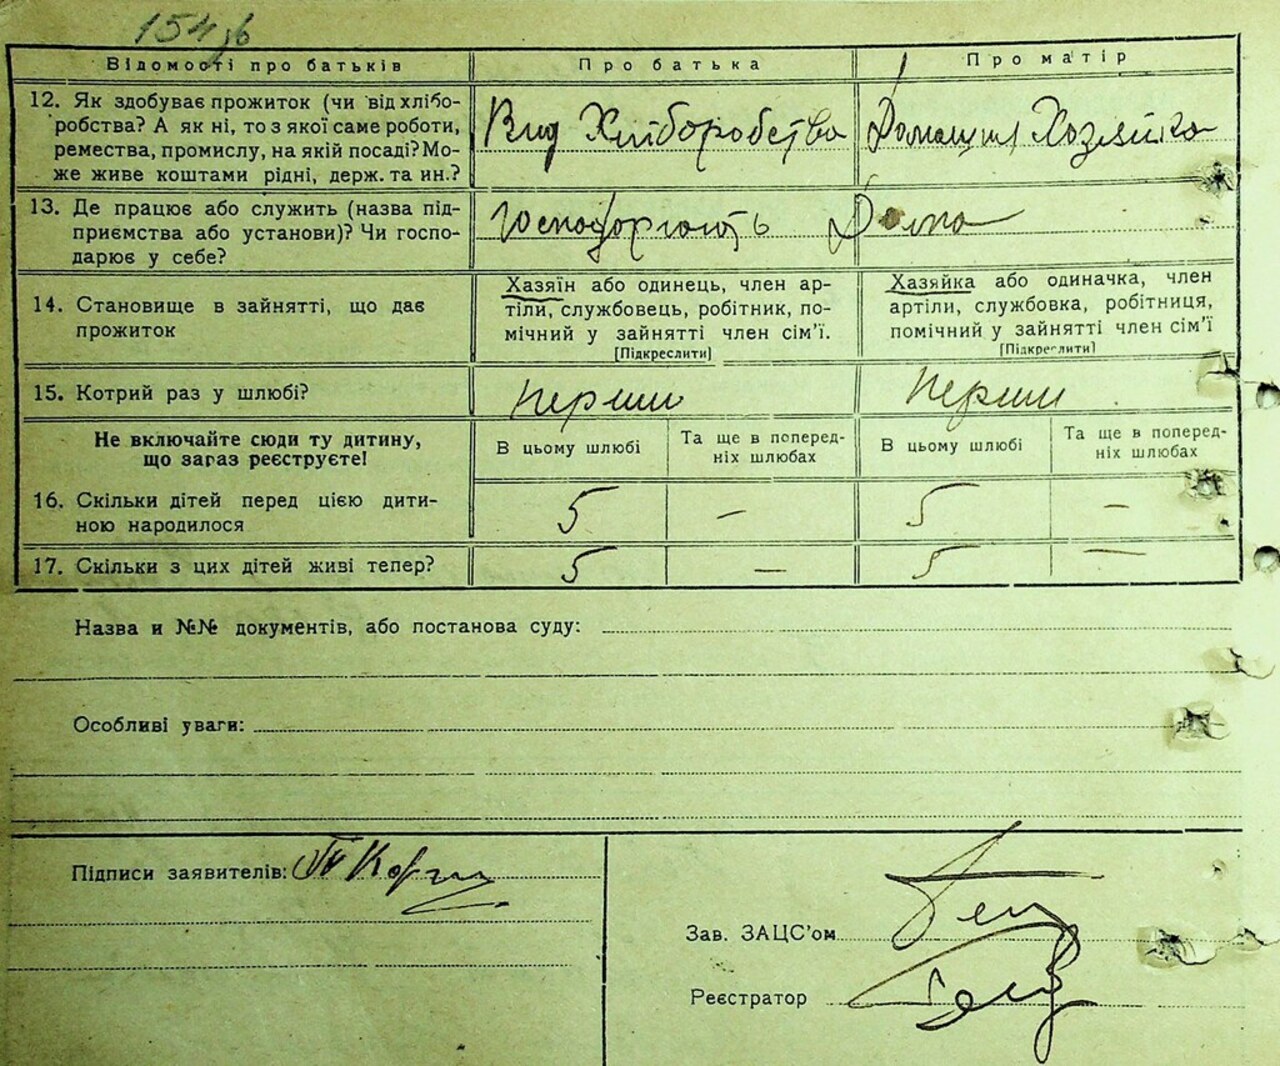 154 зв
Відомості про батьків
Про батька
Про матір
12. Як здобуває прожиток (чи від хлібо-
робства? А як ні, то з якої саме роботи,
ремества, промислу, на якій посаді? Мо-
же живе коштами рідні, держ. та ин.?
Вид Хліборобства
Домашня Хозяйка
13. Де працює або служить (назва під-
приємства або установи)? Чи госпо-
дарює у себе?
Господоргюють
Дома
14. Становище в зайнятті, що дає
прожиток
Хазяїн або одинець, член ар-
тіли, службовець, робітник, по-
мічний у зайнятті член сім'ї.
[Підкреслити]
Хазяйка або одиначка, член
артіли, службовка, робітниця,
помічний у зайнятті член сім'ї
[Підкреслити]
15. Котрий раз у шлюбі?
перши
перши
Не включайте сюди ту дитину,
що зараз реєструєте!
В цьому шлюбі
Та ще в поперед-
ніх шлюбах
В цьому шлюбі
Та ще в поперед-
ніх шлюбах
16. Скільки дітей перед цією дити-
ною народилося
5 – 5 –
17. Скільки з цих дітей живі тепер?
5 – 5 –
Назва и №№ документів, або постанова суду:
Особливі уваги:
Підписи заявителів:
Зав. ЗАЦС'ом
Реєстратор